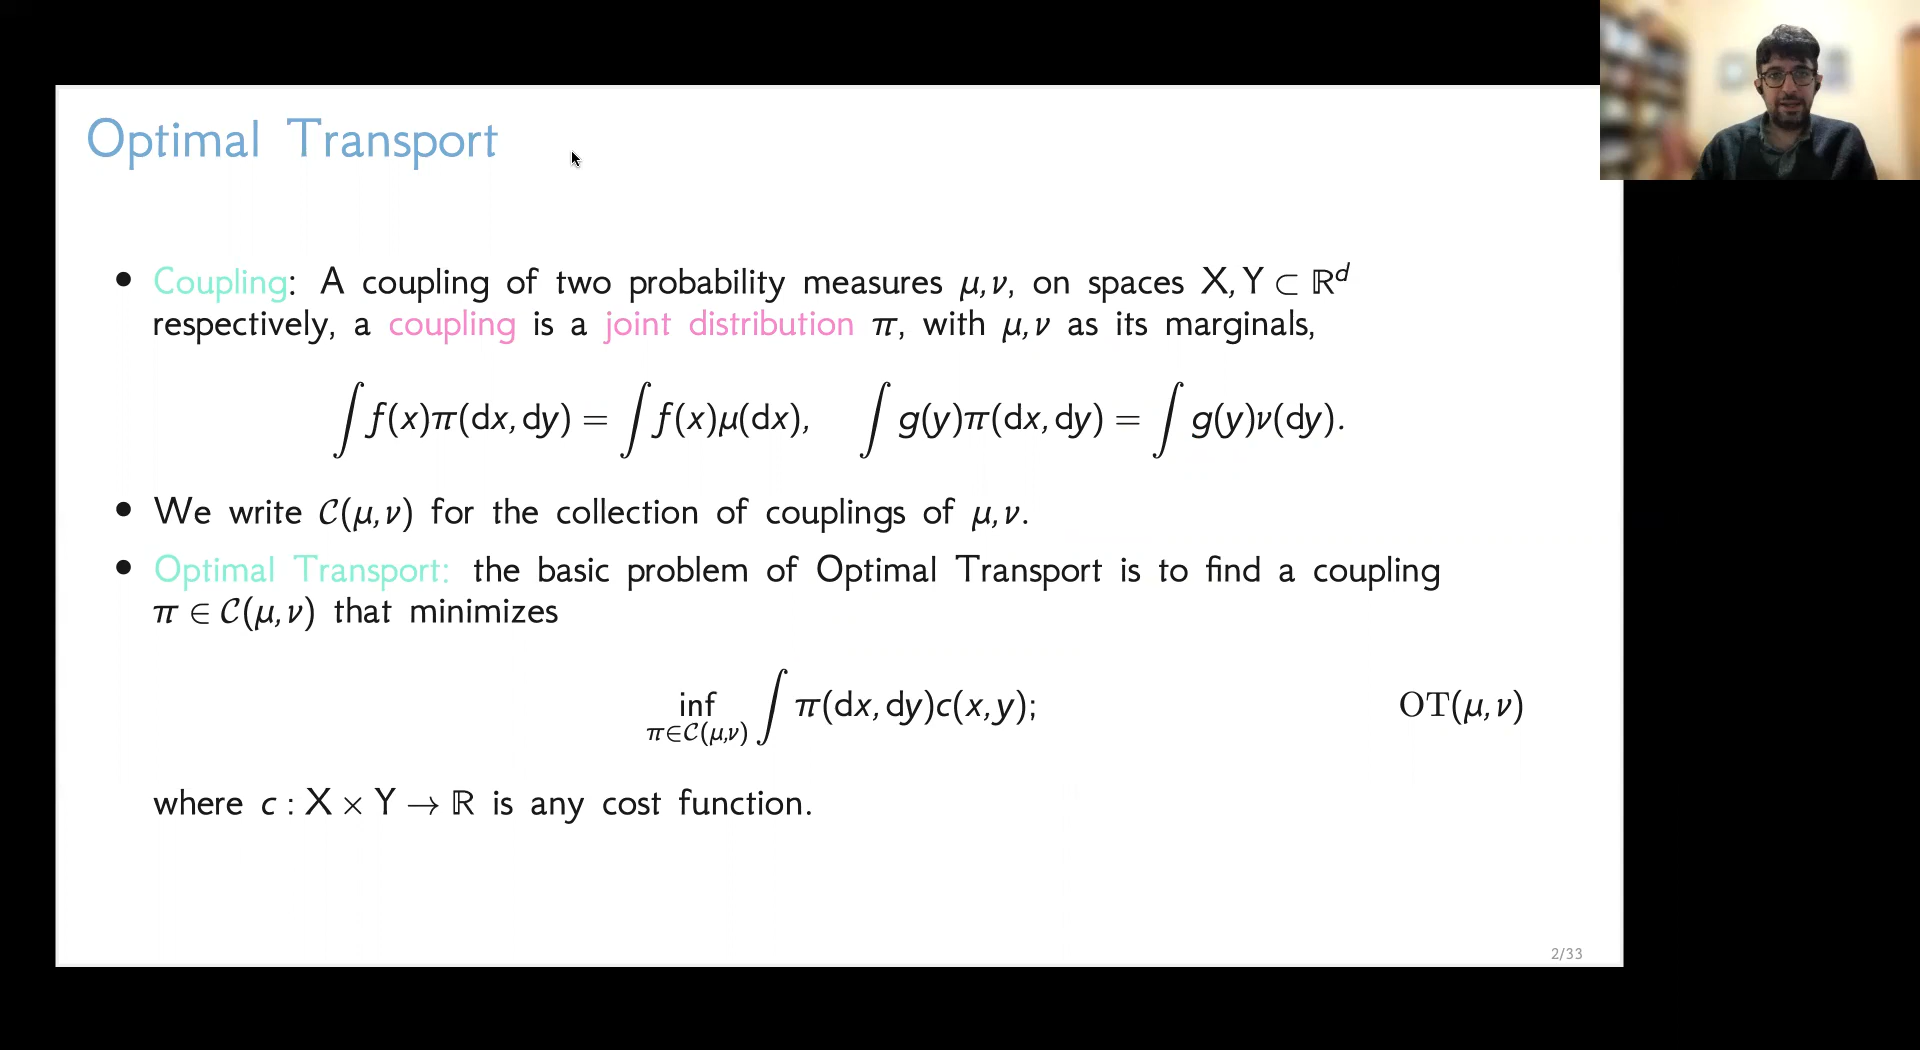 Optimal Transport
• Coupling: A coupling of two probability measures μ, ν, on spaces X, Y ⊂ ℝᵈ
respectively, a coupling is a joint distribution π, with μ, ν as its marginals,
∫ f(x)π(dx, dy) = ∫ f(x)μ(dx), ∫ g(y)π(dx, dy) = ∫ g(y)ν(dy).
• We write 𝒞(μ, ν) for the collection of couplings of μ, ν.
• Optimal Transport: the basic problem of Optimal Transport is to find a coupling
π ∈ 𝒞(μ, ν) that minimizes
inf_{π∈𝒞(μ,ν)} ∫ π(dx, dy)c(x, y); OT(μ, ν)
where c : X × Y → ℝ is any cost function.
2/33